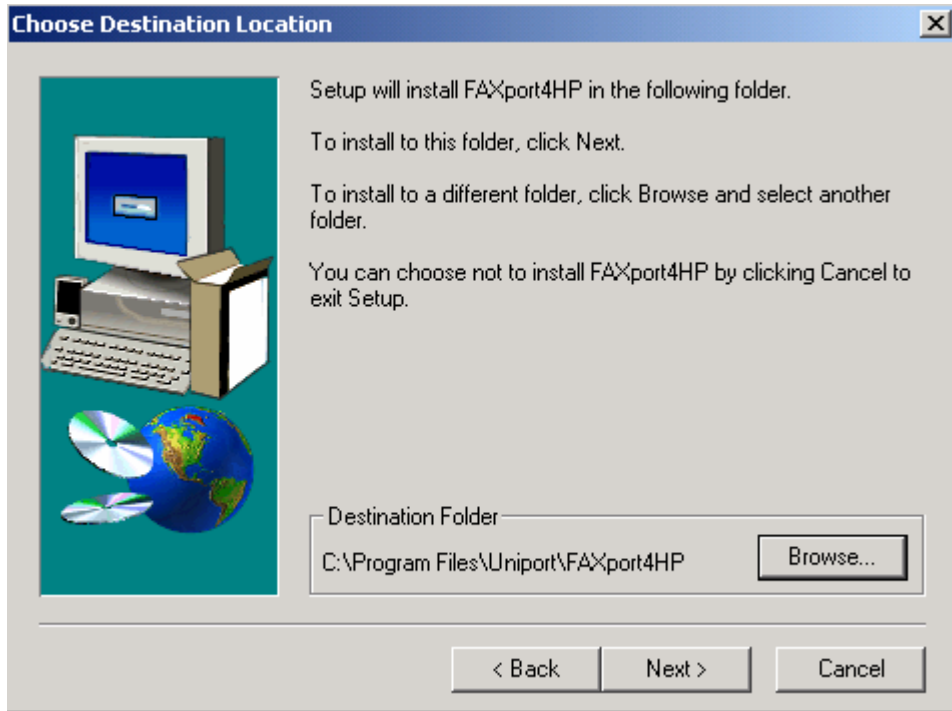 Choose Destination Location
Setup will install FAXport4HP in the following folder.
To install to this folder, click Next.
To install to a different folder, click Browse and select another
folder.
You can choose not to install FAXport4HP by clicking Cancel to
exit Setup.
Destination Folder
C:\Program Files\Uniport\FAXport4HP
Browse...
< Back
Next >
Cancel